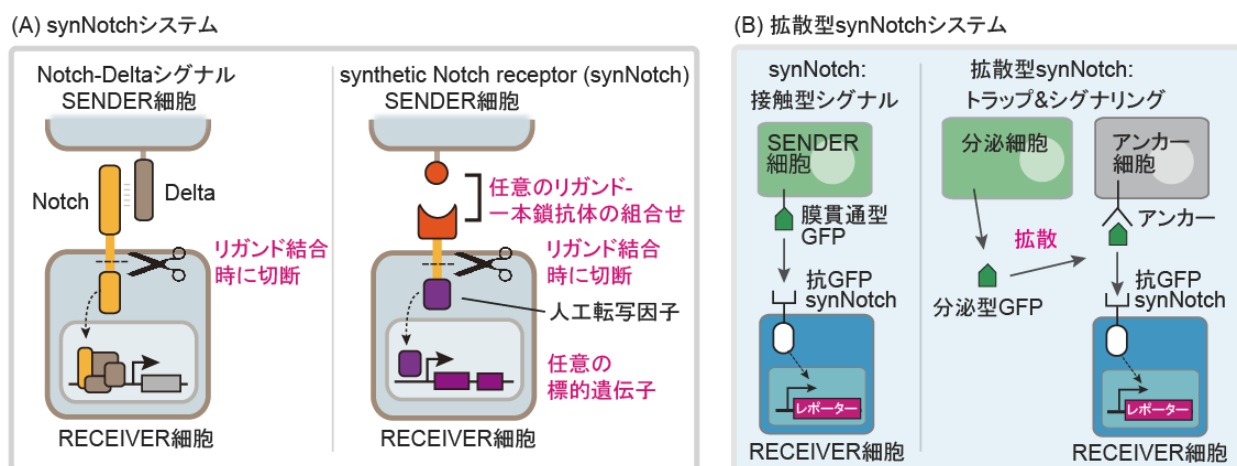 (A) synNotchシステム
Notch-Deltaシグナル
SENDER細胞
Notch
Delta
リガンド結合
時に切断
RECEIVER細胞
synthetic Notch receptor (synNotch)
SENDER細胞
任意のリガンド-
一本鎖抗体の組合せ
リガンド結合
時に切断
人工転写因子
任意の
標的遺伝子
RECEIVER細胞
(B) 拡散型synNotchシステム
synNotch:
接触型シグナル
SENDER
細胞
膜貫通型
GFP
抗GFP
synNotch
レポーター
RECEIVER細胞
拡散型synNotch:
トラップ&シグナリング
分泌細胞
アンカー
細胞
アンカー
拡散
分泌型GFP
抗GFP
synNotch
レポーター
RECEIVER細胞